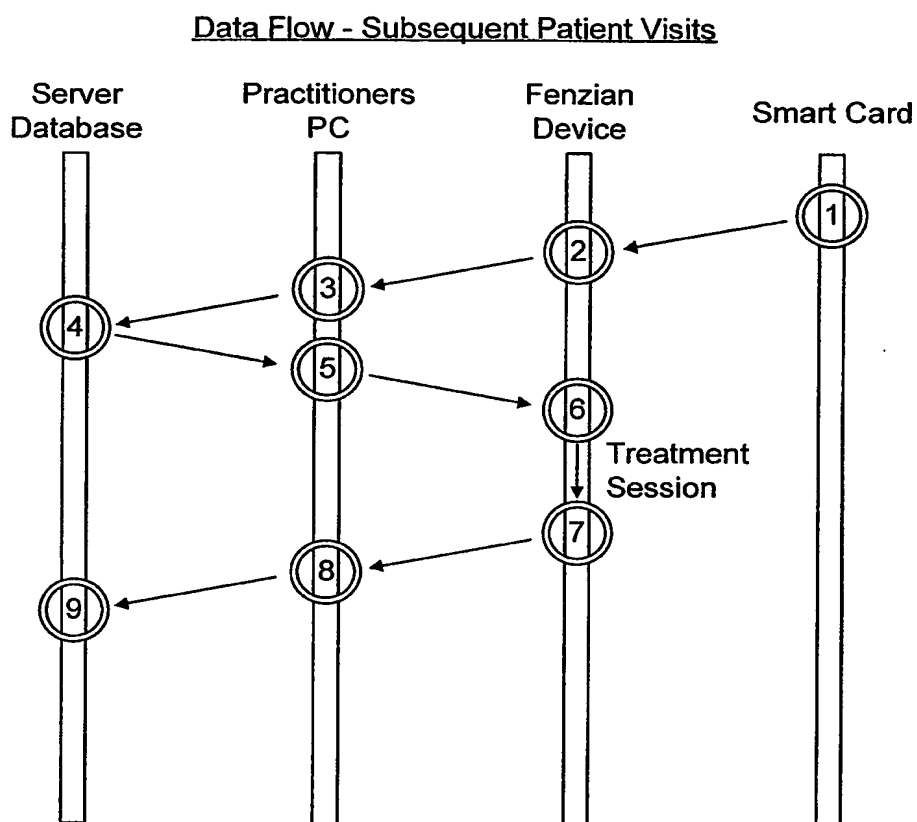 Data Flow - Subsequent Patient Visits
Server
Database
Practitioners
PC
Fenzian
Device
Smart Card
1
2
3
4
5
6
Treatment
Session
7
8
9